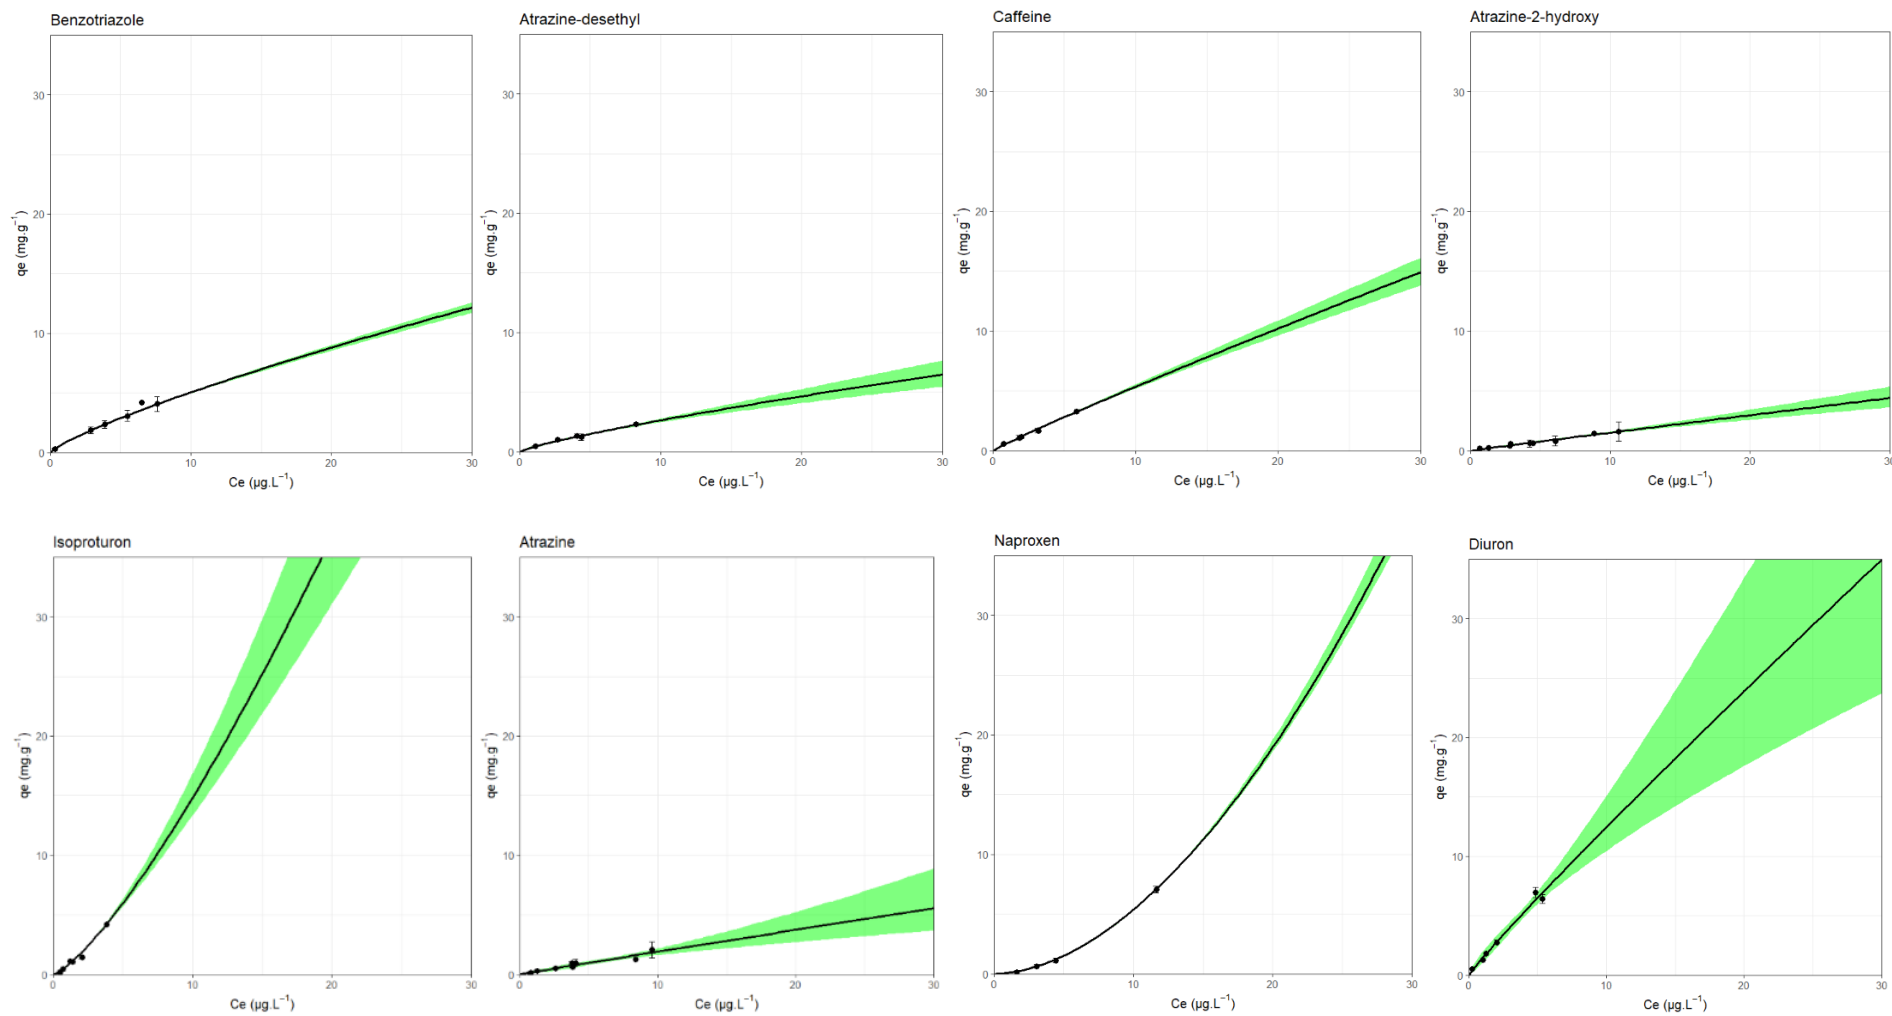 Benzotriazole
30
20
10
0
qe (mg.g⁻¹)
0 10 20 30
Ce (µg.L⁻¹)
Atrazine-desethyl
30
20
10
0
qe (mg.g⁻¹)
0 10 20 30
Ce (µg.L⁻¹)
Caffeine
30
20
10
0
qe (mg.g⁻¹)
0 10 20 30
Ce (µg.L⁻¹)
Atrazine-2-hydroxy
30
20
10
0
qe (mg.g⁻¹)
0 10 20 30
Ce (µg.L⁻¹)
Isoproturon
30
20
10
0
qe (mg.g⁻¹)
0 10 20 30
Ce (µg.L⁻¹)
Atrazine
30
20
10
0
qe (mg.g⁻¹)
0 10 20 30
Ce (µg.L⁻¹)
Naproxen
30
20
10
0
qe (mg.g⁻¹)
0 10 20 30
Ce (µg.L⁻¹)
Diuron
30
20
10
0
qe (mg.g⁻¹)
0 10 20 30
Ce (µg.L⁻¹)